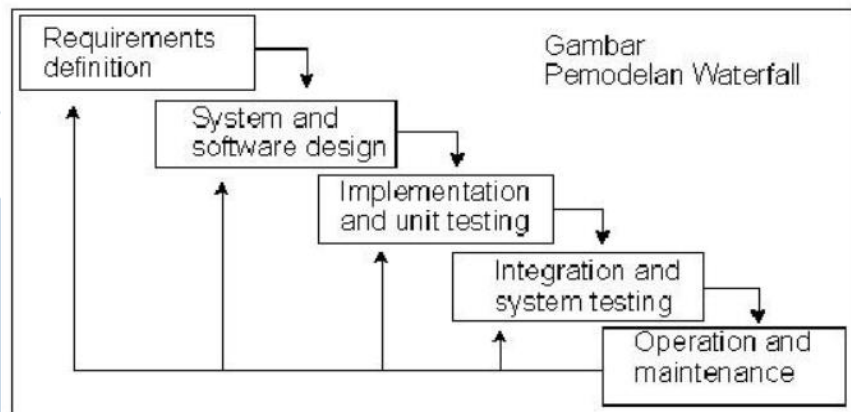 Requirements
definition
Gambar
Pemodelan Waterfall
System and
software design
Implementation
and unit testing
Integration and
system testing
Operation and
maintenance